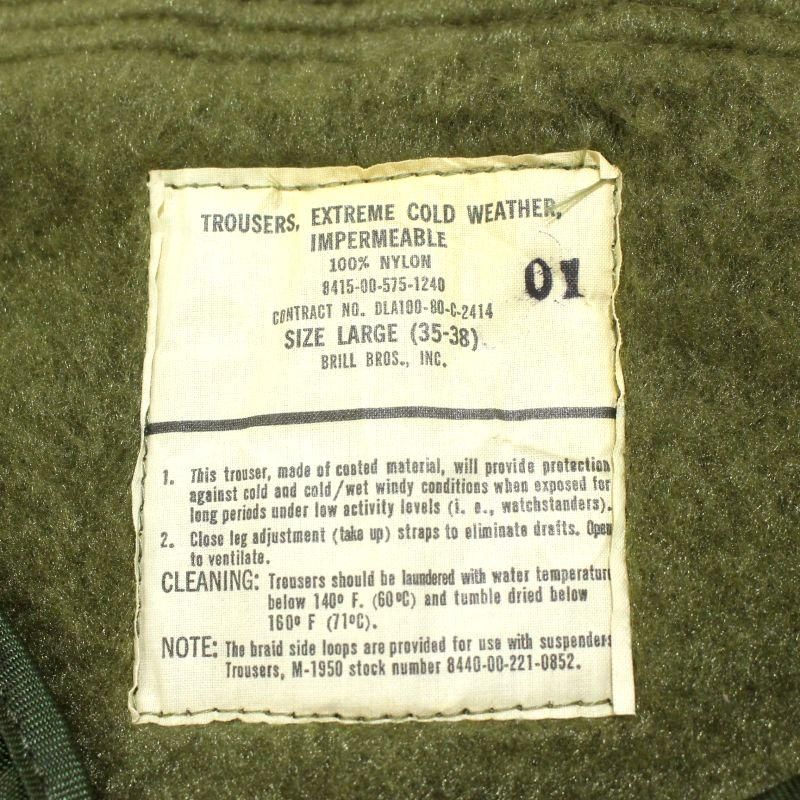 TROUSERS, EXTREME COLD WEATHER,
IMPERMEABLE
100% NYLON
8415-00-575-1240
01
CONTRACT NO. DLA100-80-C-2414
SIZE LARGE (35-38)
BRILL BROS., INC.
1. This trouser, made of coated material, will provide protection
against cold and cold/wet windy conditions when exposed for
long periods under low activity levels (i. e., watchstanders).
2. Close leg adjustment (take up) straps to eliminate drafts. Open
to ventilate.
CLEANING: Trousers should be laundered with water temperature
below 140º F. (60ºC) and tumble dried below
160º F (71ºC).
NOTE: The braid side loops are provided for use with suspenders
Trousers, M-1950 stock number 8440-00-221-0852.